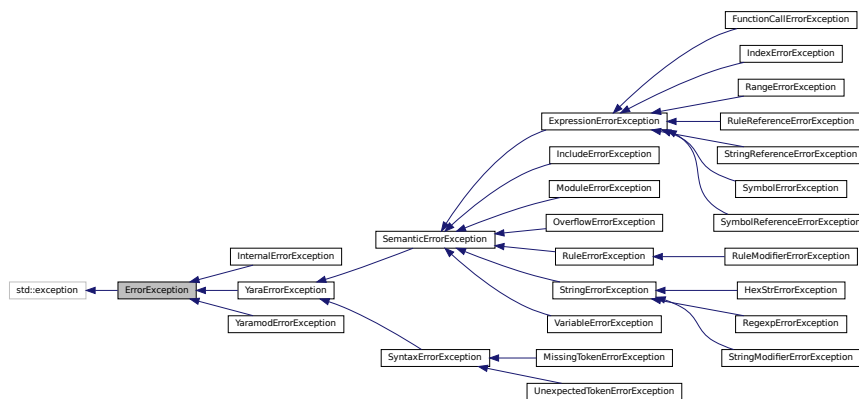 FunctionCallErrorException
IndexErrorException
RangeErrorException
ExpressionErrorException
RuleReferenceErrorException
IncludeErrorException
StringReferenceErrorException
ModuleErrorException
SymbolErrorException
OverflowErrorException
SymbolReferenceErrorException
SemanticErrorException
InternalErrorException
RuleErrorException
RuleModifierErrorException
std::exception
ErrorException
YaraErrorException
StringErrorException
HexStrErrorException
YaramodErrorException
VariableErrorException
RegexpErrorException
SyntaxErrorException
MissingTokenErrorException
StringModifierErrorException
UnexpectedTokenErrorException